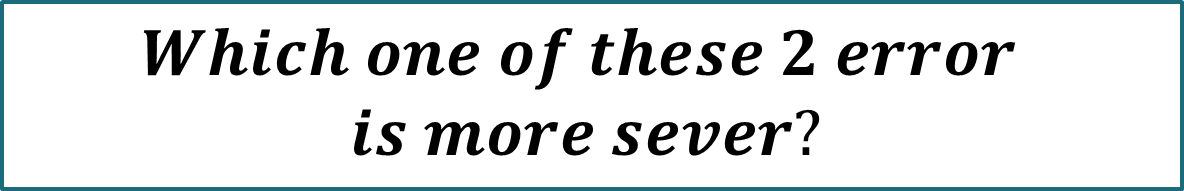 Which one of these 2 error
is more sever?